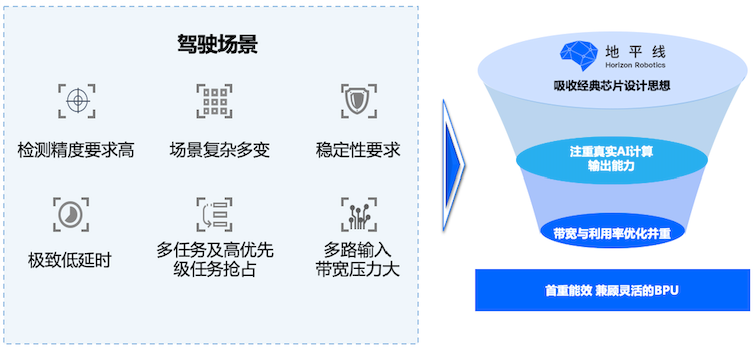 驾驶场景
检测精度要求高
场景复杂多变
稳定性要求
极致低延时
多任务及高优先
级任务抢占
多路输入
带宽压力大
地平线
Horizon Robotics
吸收经典芯片设计思想
注重真实AI计算
输出能力
带宽与利用率优化并重
首重能效 兼顾灵活的BPU